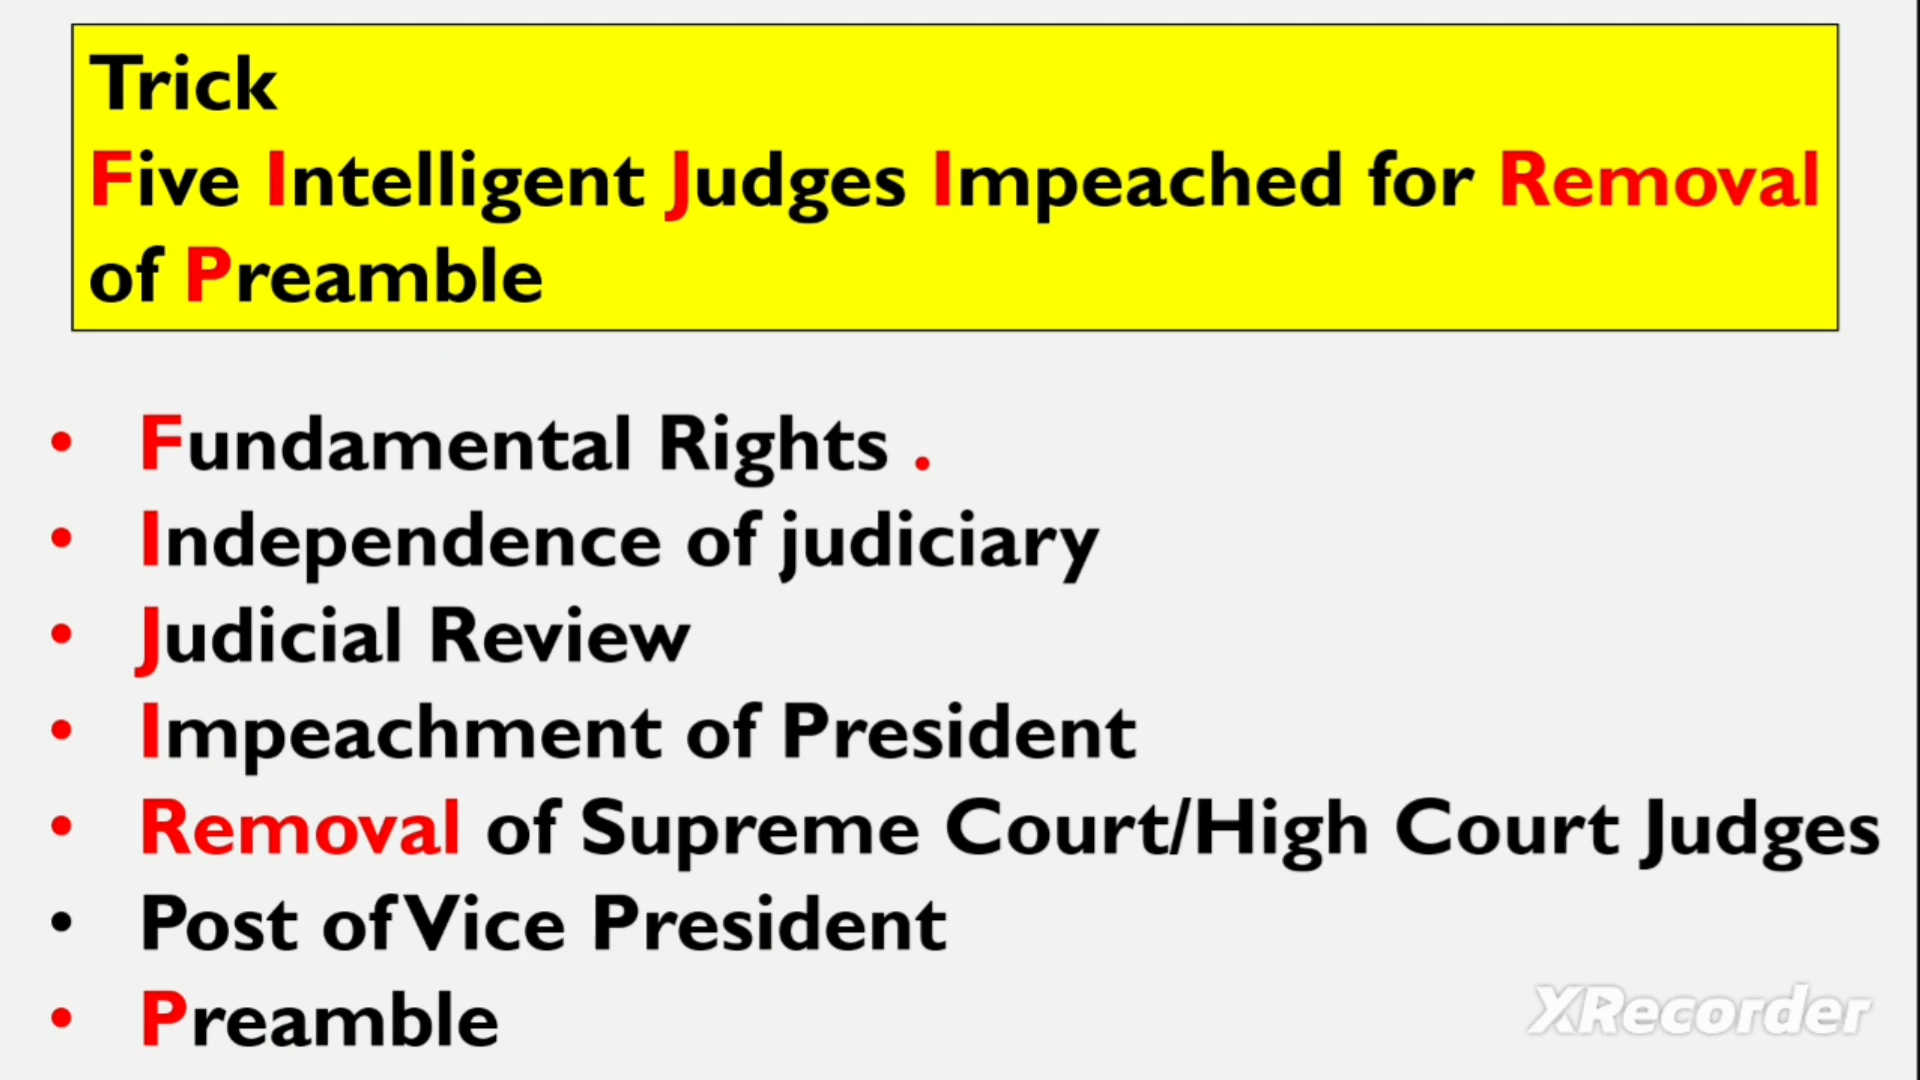 Trick
Five Intelligent Judges Impeached for Removal
of Preamble
• Fundamental Rights .
• Independence of judiciary
• Judicial Review
• Impeachment of President
• Removal of Supreme Court/High Court Judges
• Post of Vice President
• Preamble
XRecorder